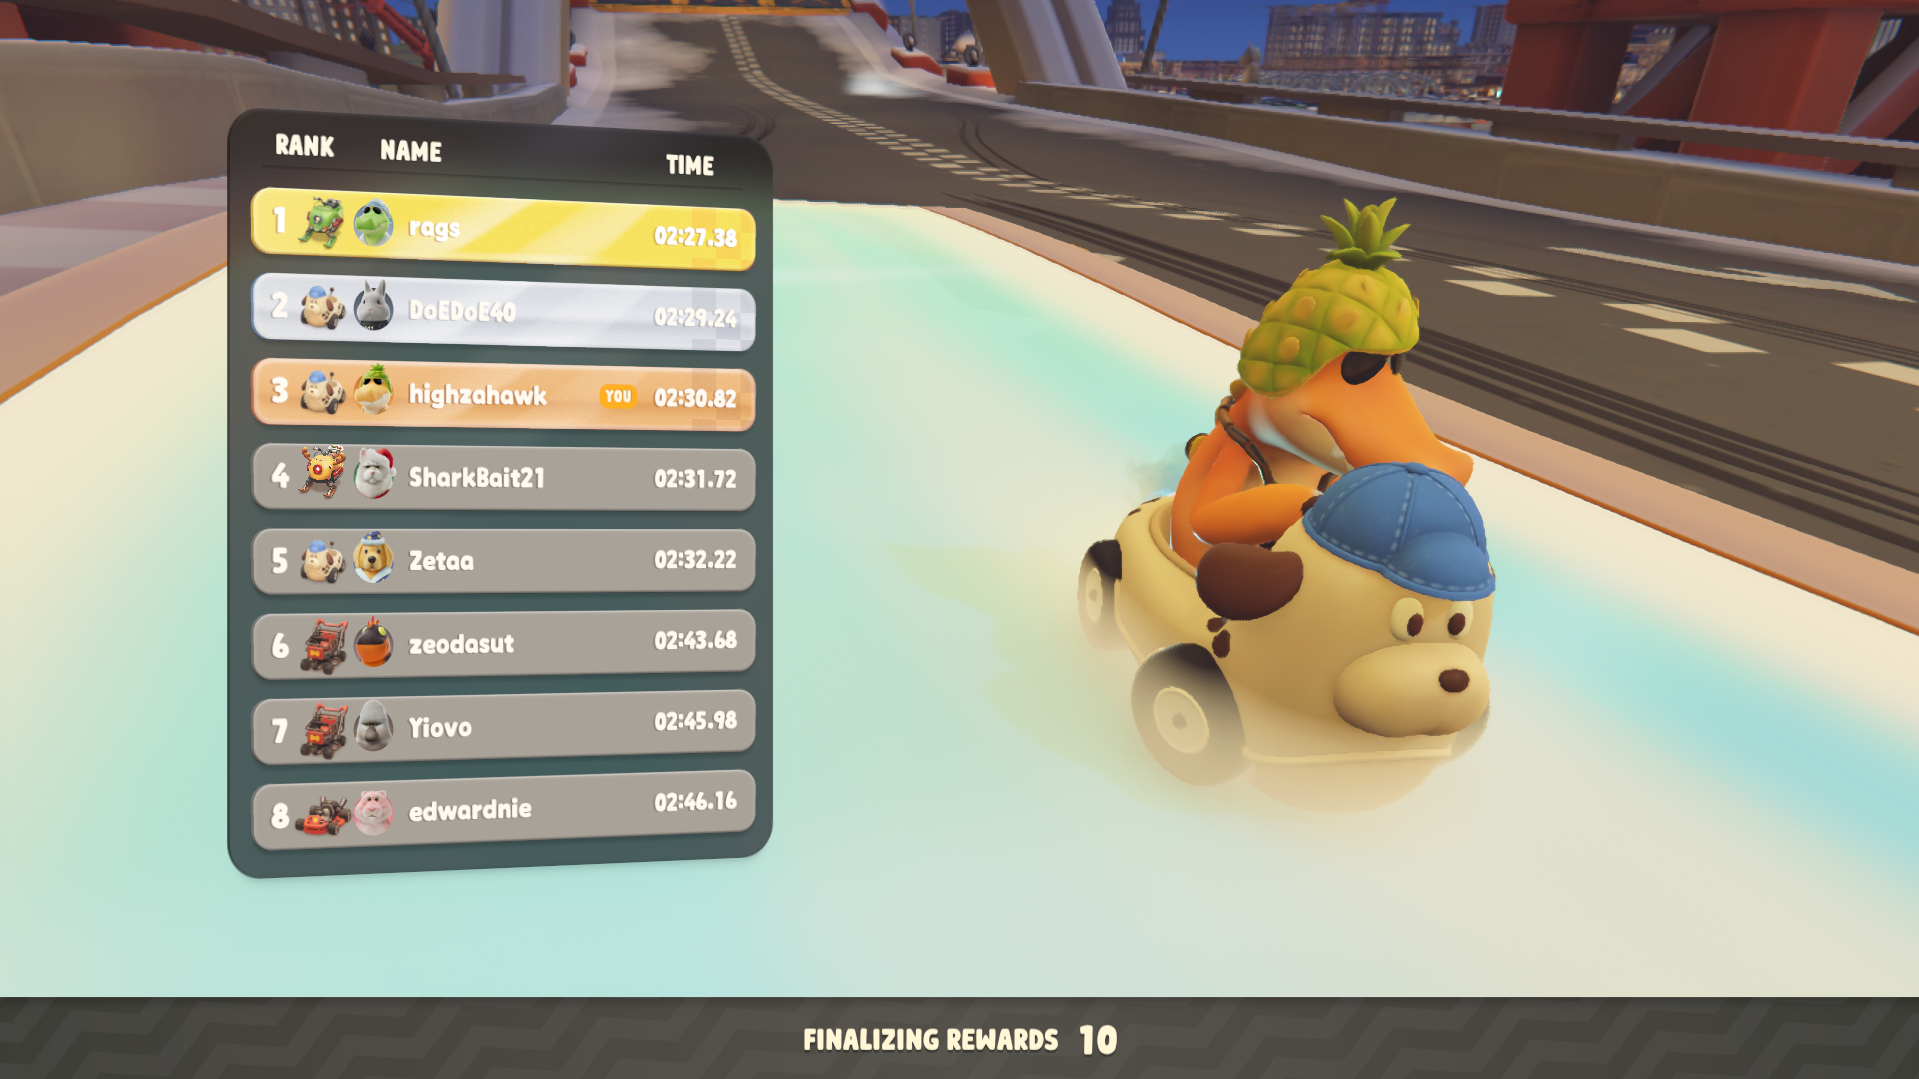 RANK NAME TIME
1 rags 02:27.38
2 DoEDoE40 02:29.24
3 highzahawk YOU 02:30.82
4 SharkBait21 02:31.72
5 Zetaa 02:32.22
6 zeodasut 02:43.68
7 Yiovo 02:45.98
8 edwardnie 02:46.16
FINALIZING REWARDS 10